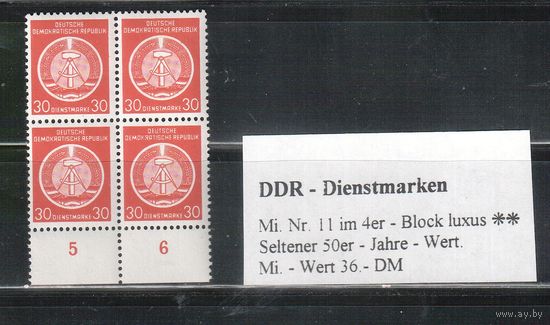 DEUTSCHE
DEMOKRATISCHE REPUBLIK
30 30
DIENSTMARKE
DEUTSCHE
DEMOKRATISCHE REPUBLIK
30 30
DIENSTMARKE
DEUTSCHE
DEMOKRATISCHE REPUBLIK
30 30
DIENSTMARKE
DEUTSCHE
DEMOKRATISCHE REPUBLIK
30 30
DIENSTMARKE
5 6
DDR - Dienstmarken
Mi. Nr. 11 im 4er - Block luxus **
Seltener 50er - Jahre - Wert.
Mi. - Wert 36.- DM
www.ay.by